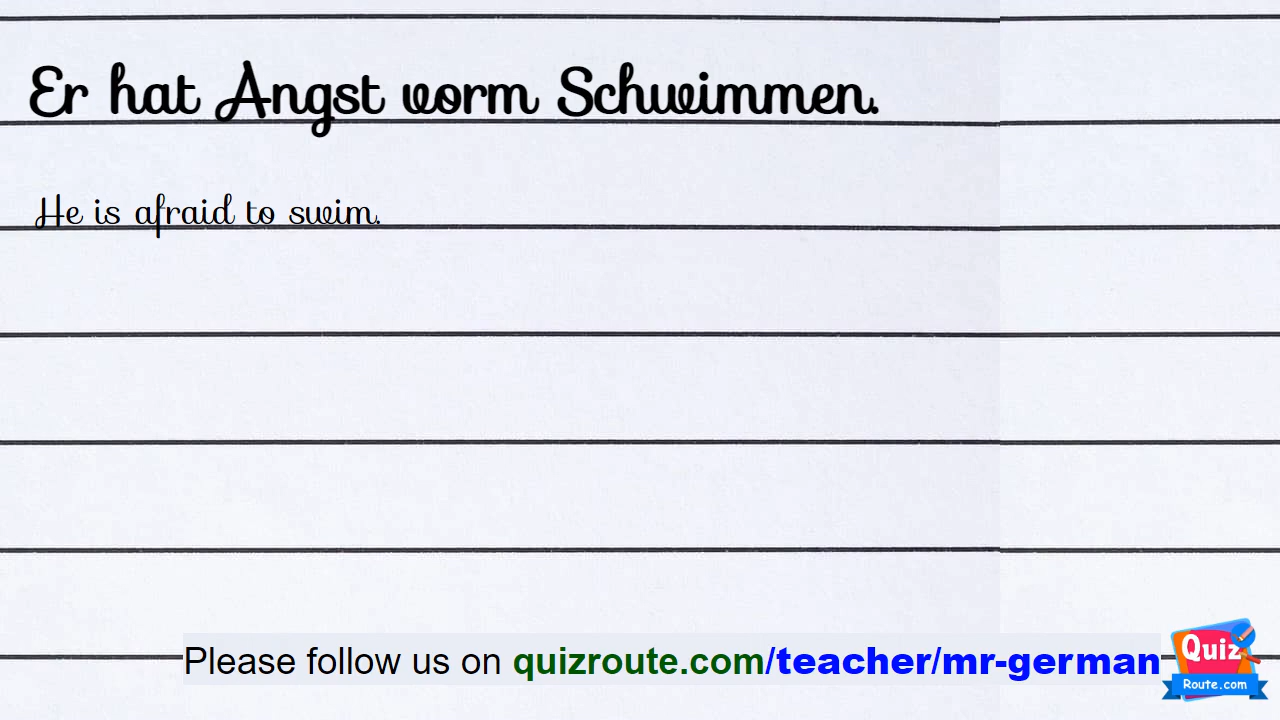 Er hat Angst vorm Schwimmen.
He is afraid to swim.
Please follow us on quizroute.com/teacher/mr-german
Quiz
Route.com